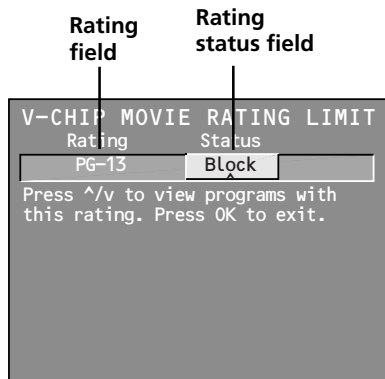 Rating
field
Rating
status field
V-CHIP MOVIE RATING LIMIT
Rating Status
PG-13 Block
^
Press ^/v to view programs with
this rating. Press OK to exit.